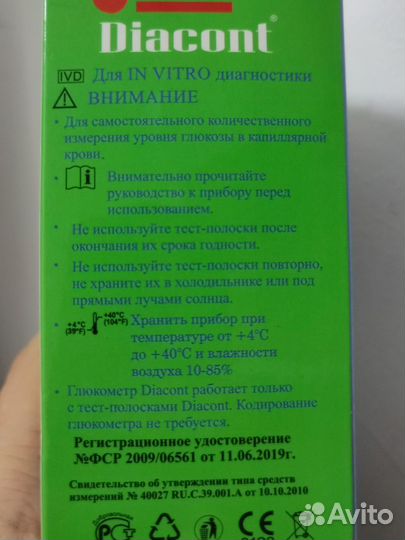 Diacont®
IVD Для IN VITRO диагностики
ВНИМАНИЕ
• Для самостоятельного количественного
измерения уровня глюкозы в капиллярной
крови.
• Внимательно прочитайте
руководство к прибору перед
использованием.
• Не используйте тест-полоски после
окончания их срока годности.
• Не используйте тест-полоски повторно,
не храните их в холодильнике или под
прямыми лучами солнца.
• +4°C (39°F) +40°C (104°F) Хранить прибор при
температуре от +4°C
до +40°C и влажности
воздуха 10-85%
• Глюкометр Diacont работает только
с тест-полосками Diacont. Кодирование
глюкометра не требуется.
Регистрационное удостоверение
№ФСР 2009/06561 от 11.06.2019г.
Свидетельство об утверждении типа средств
измерений № 40027 RU.C.39.001.A от 10.10.2010
Добровольная
РСТ CE
Avito